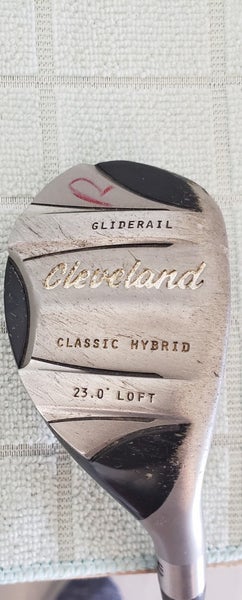 GLIDERAIL
Cleveland
CLASSIC HYBRID
23.0° LOFT